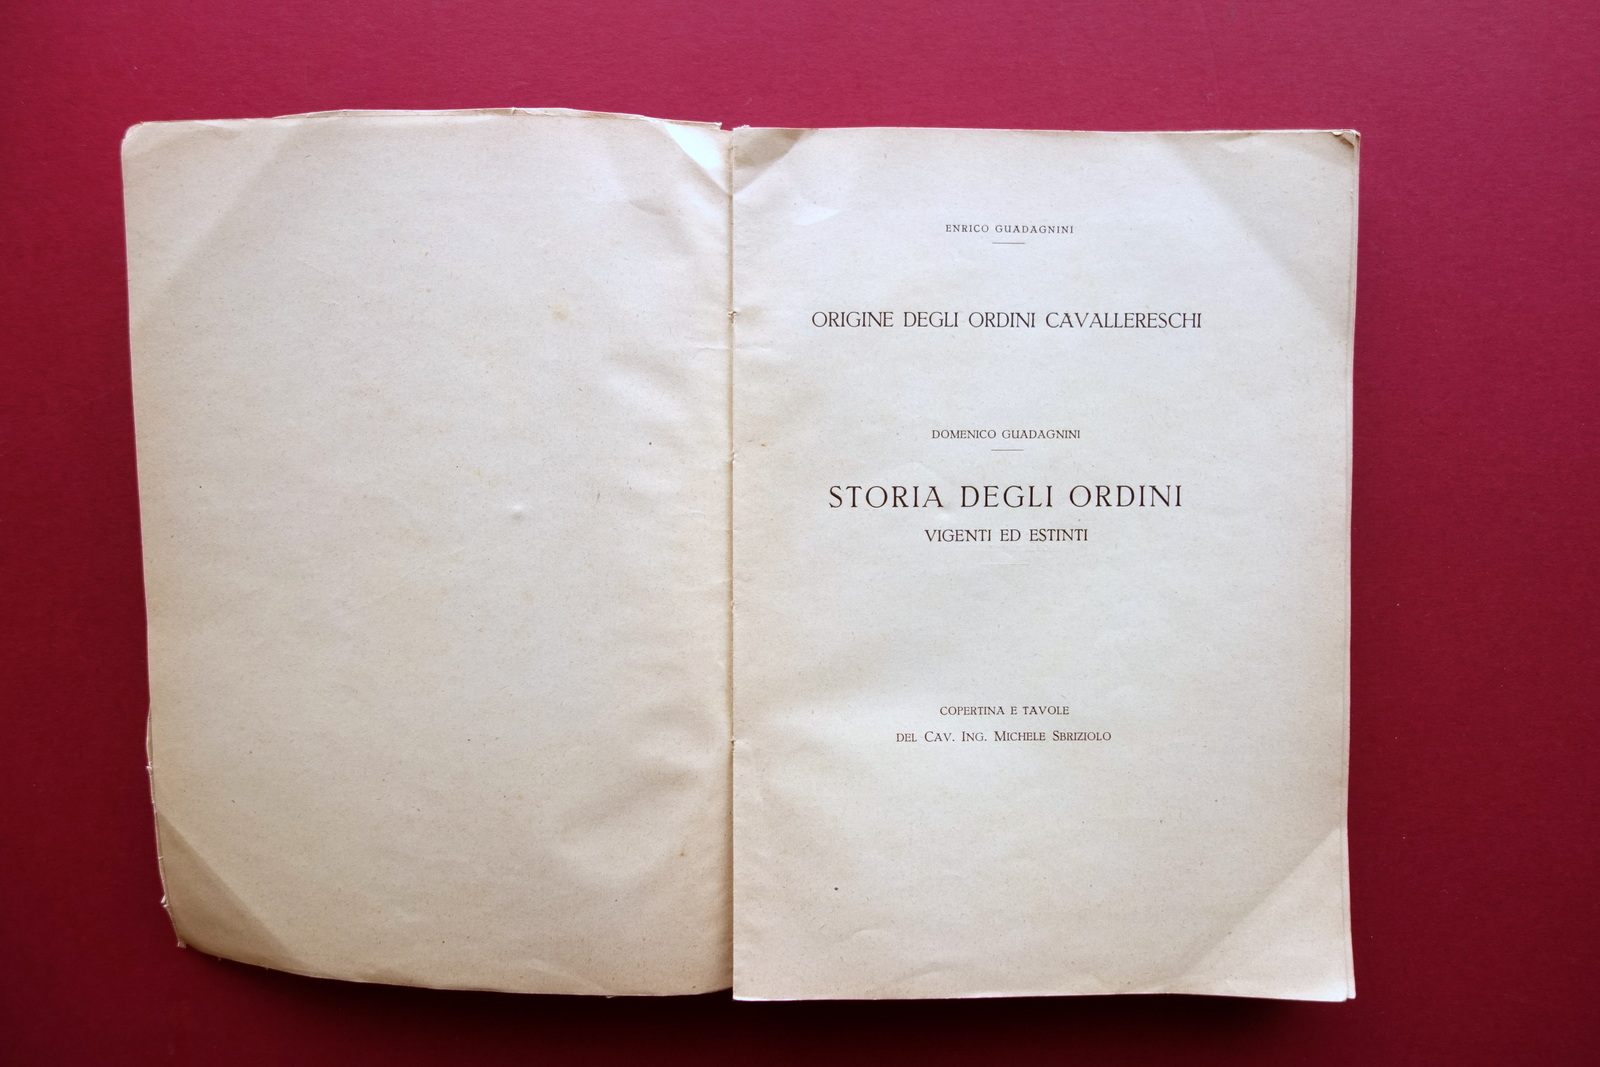 ENRICO GUADAGNINI
ORIGINE DEGLI ORDINI CAVALLERESCHI
DOMENICO GUADAGNINI
STORIA DEGLI ORDINI
VIGENTI ED ESTINTI
COPERTINA E TAVOLE
DEL CAV. ING. MICHELE SBRIZIOLO